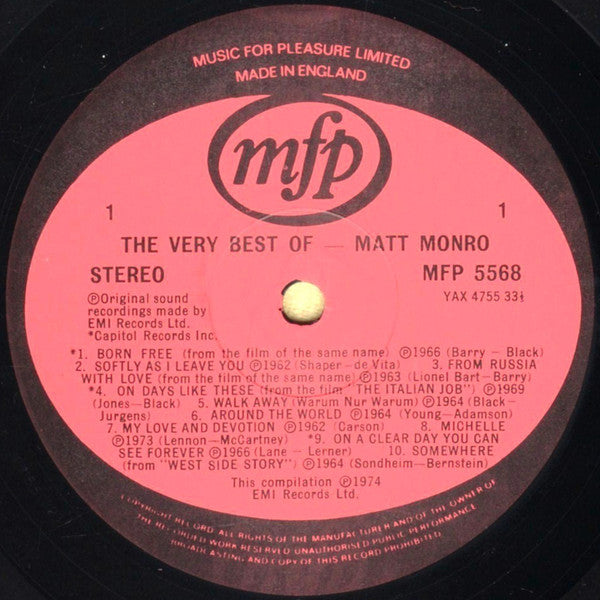 MUSIC FOR PLEASURE LIMITED
MADE IN ENGLAND
mfp
1 1
THE VERY BEST OF — MATT MONRO
STEREO MFP 5568
℗Original sound YAX 4755 33⅓
recordings made by
EMI Records Ltd.
*Capitol Records Inc.
*1. BORN FREE (from the film of the same name) ℗1966 (Barry – Black)
2. SOFTLY AS I LEAVE YOU ℗1962 (Shaper – de Vita) 3. FROM RUSSIA
WITH LOVE (from the film of the same name) ℗1963 (Lionel Bart–Barry)
*4. ON DAYS LIKE THESE (from the film "THE ITALIAN JOB") ℗1969
(Jones–Black) 5. WALK AWAY (Warum Nur Warum) ℗1964 (Black–
Jurgens) 6. AROUND THE WORLD ℗1964 (Young–Adamson)
7. MY LOVE AND DEVOTION ℗1962 (Carson) 8. MICHELLE
℗1973 (Lennon–McCartney) *9. ON A CLEAR DAY YOU CAN
SEE FOREVER ℗1966 (Lane – Lerner) 10. SOMEWHERE
(from "WEST SIDE STORY") ℗1964 (Sondheim–Bernstein)
This compilation ℗1974
EMI Records Ltd.
COPYRIGHT RECORD. ALL RIGHTS OF THE MANUFACTURER AND OF THE OWNER OF
THE RECORDED WORK RESERVED UNAUTHORISED PUBLIC PERFORMANCE
BROADCASTING AND COPY OF THIS RECORD PROHIBITED.